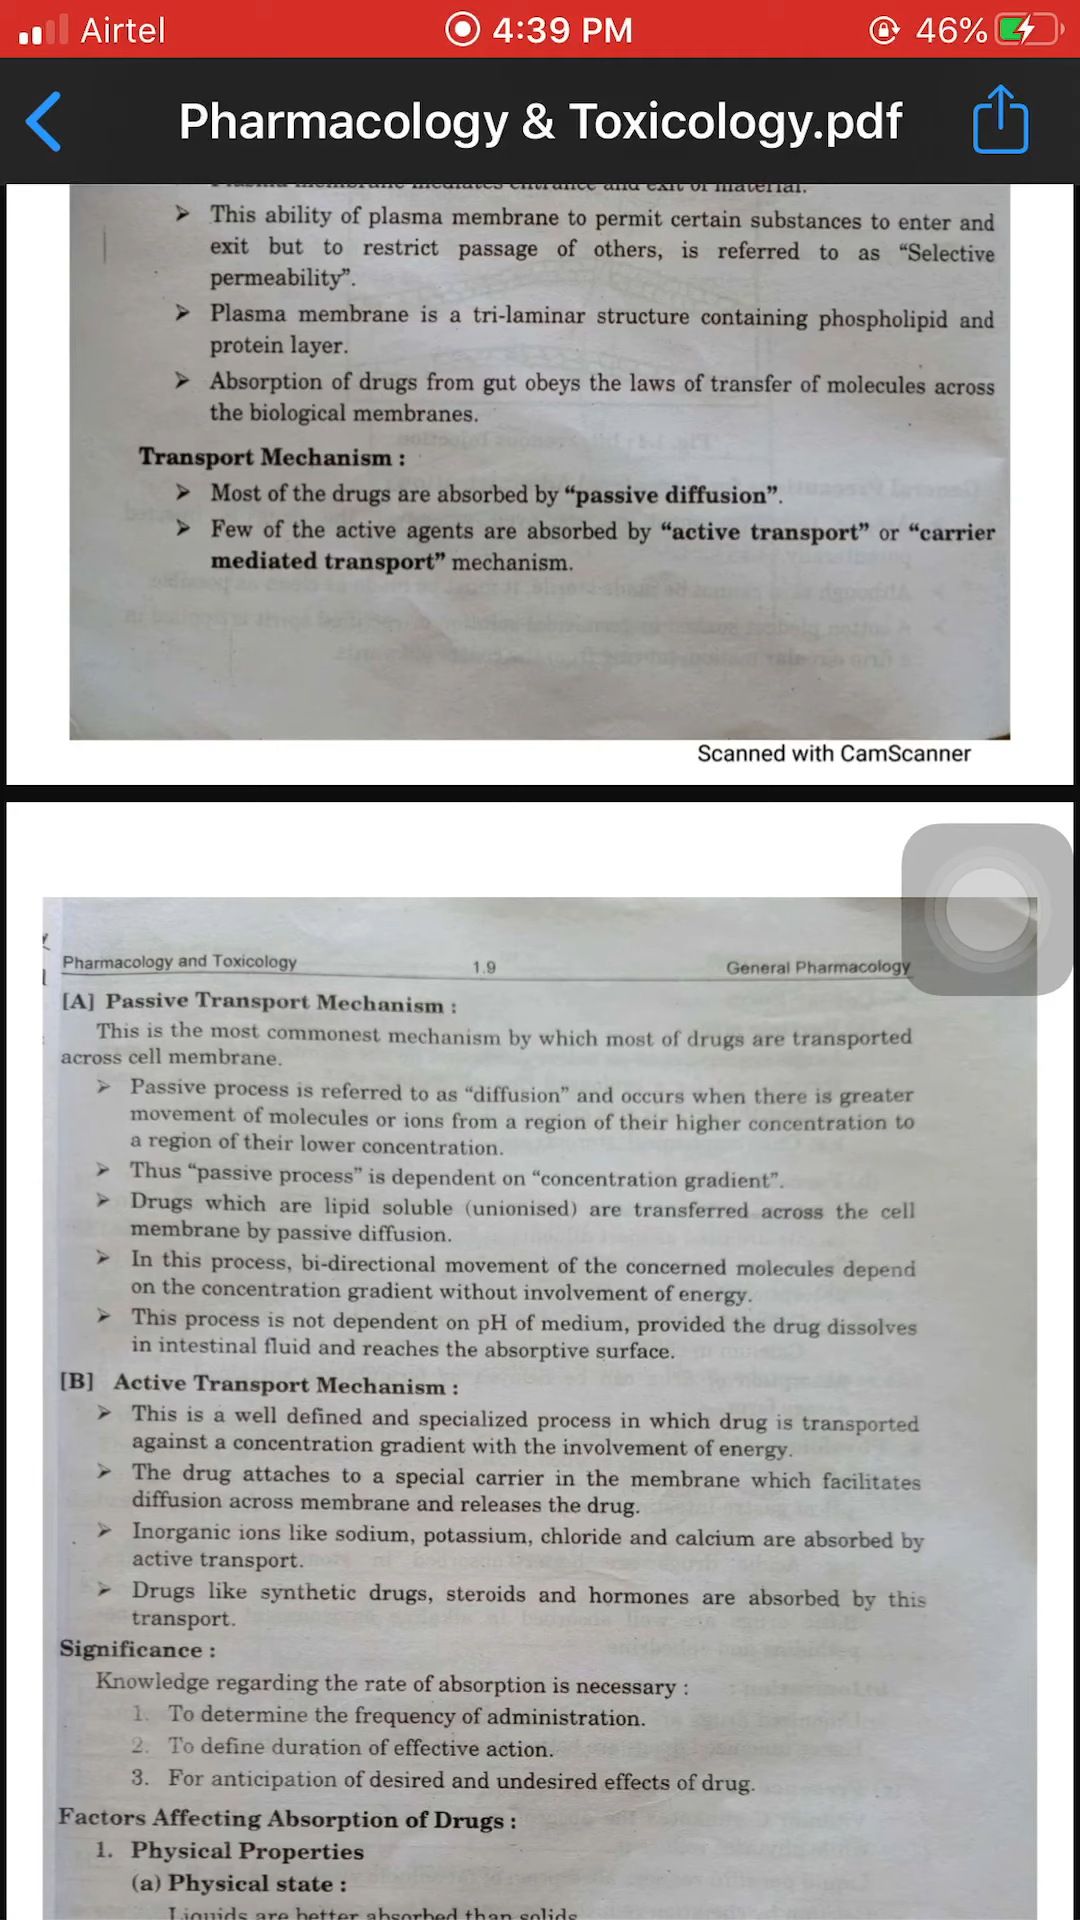 Airtel
4:39 PM
46%
Pharmacology & Toxicology.pdf
Plasma membrane mediates entrance and exit of material.
➤ This ability of plasma membrane to permit certain substances to enter and
exit but to restrict passage of others, is referred to as “Selective
permeability”.
➤ Plasma membrane is a tri-laminar structure containing phospholipid and
protein layer.
➤ Absorption of drugs from gut obeys the laws of transfer of molecules across
the biological membranes.
Transport Mechanism :
➤ Most of the drugs are absorbed by “passive diffusion”.
➤ Few of the active agents are absorbed by “active transport” or “carrier
mediated transport” mechanism.
Scanned with CamScanner
Pharmacology and Toxicology 1.9 General Pharmacology
[A] Passive Transport Mechanism :
This is the most commonest mechanism by which most of drugs are transported
across cell membrane.
➤ Passive process is referred to as “diffusion” and occurs when there is greater
movement of molecules or ions from a region of their higher concentration to
a region of their lower concentration.
➤ Thus “passive process” is dependent on “concentration gradient”.
➤ Drugs which are lipid soluble (unionised) are transferred across the cell
membrane by passive diffusion.
➤ In this process, bi-directional movement of the concerned molecules depend
on the concentration gradient without involvement of energy.
➤ This process is not dependent on pH of medium, provided the drug dissolves
in intestinal fluid and reaches the absorptive surface.
[B] Active Transport Mechanism :
➤ This is a well defined and specialized process in which drug is transported
against a concentration gradient with the involvement of energy.
➤ The drug attaches to a special carrier in the membrane which facilitates
diffusion across membrane and releases the drug.
➤ Inorganic ions like sodium, potassium, chloride and calcium are absorbed by
active transport.
➤ Drugs like synthetic drugs, steroids and hormones are absorbed by this
transport.
Significance :
Knowledge regarding the rate of absorption is necessary :
1. To determine the frequency of administration.
2. To define duration of effective action.
3. For anticipation of desired and undesired effects of drug.
Factors Affecting Absorption of Drugs :
1. Physical Properties
(a) Physical state :
Liquids are better absorbed than solids